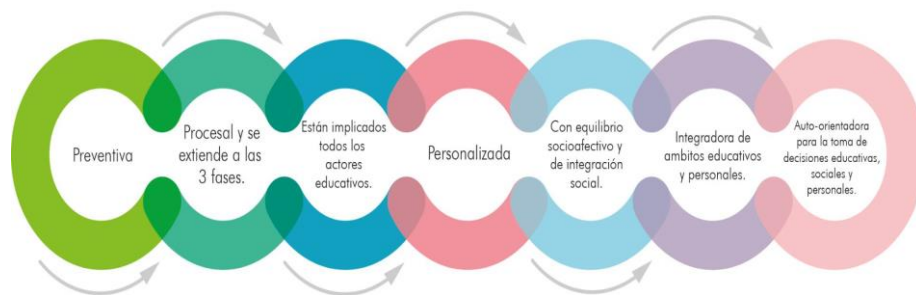 Preventiva
Procesal y se
extiende a las
3 fases.
Están implicados
todos los
actores
educativos.
Personalizada
Con equilibrio
socioafectivo y
de integración
social.
Integradora de
ambitos educativos
y personales.
Auto-orientadora
para la toma de
decisiones educativas,
sociales y
personales.